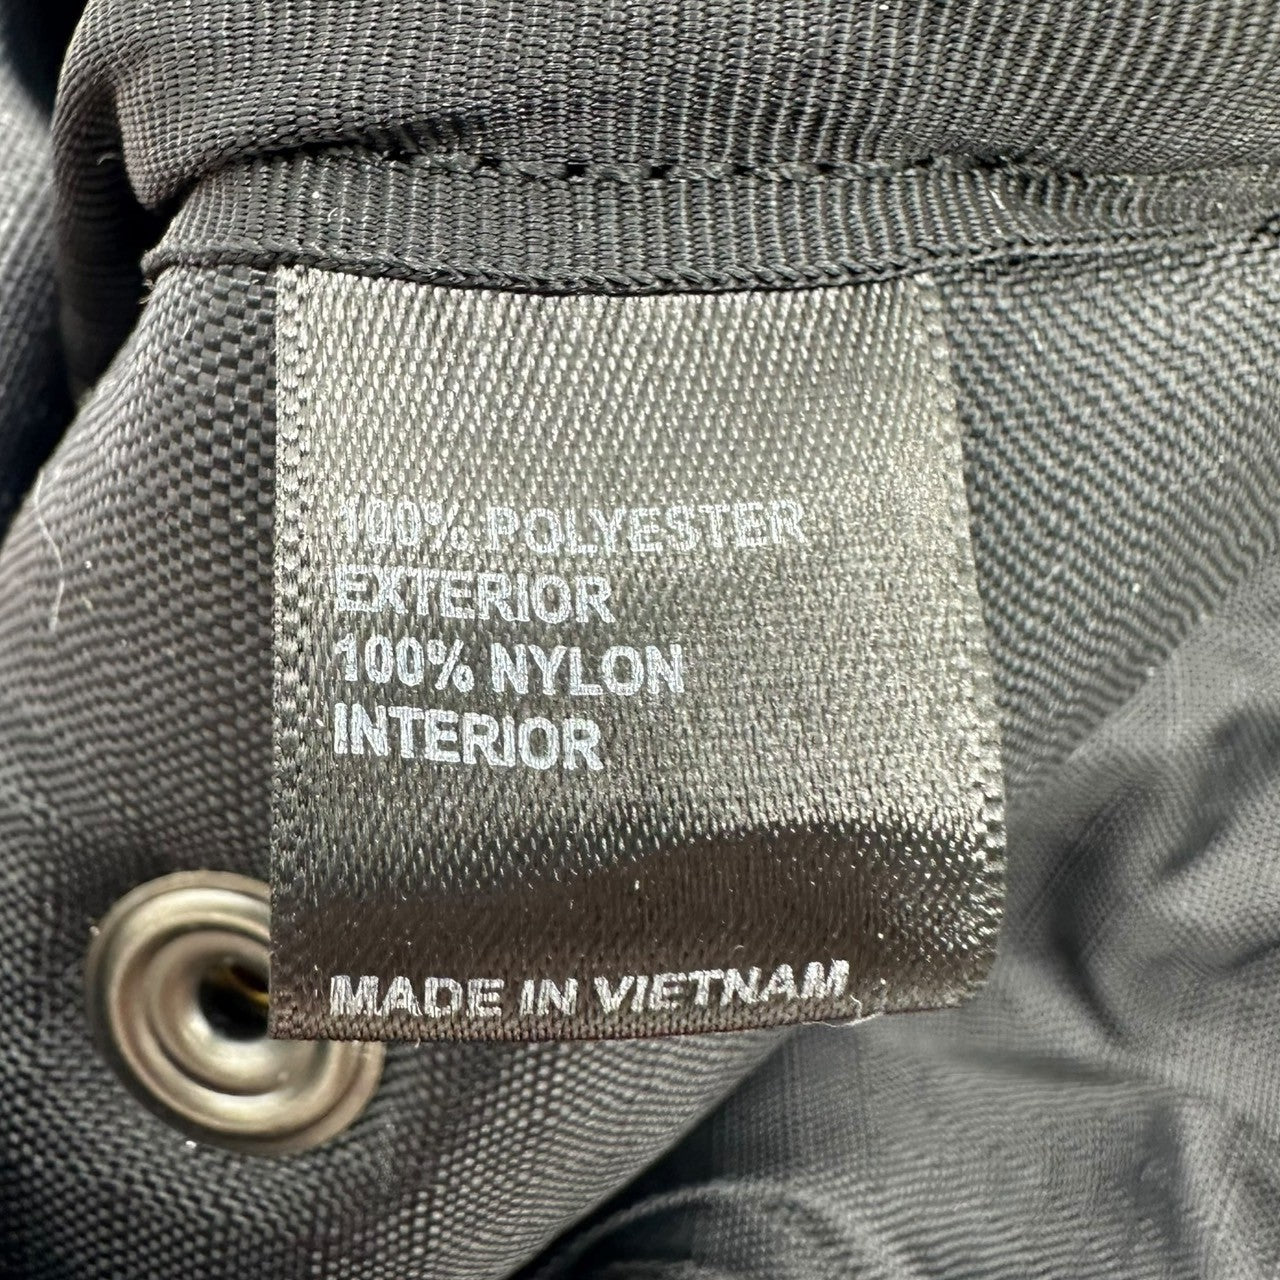 100% POLYESTER
EXTERIOR
100% NYLON
INTERIOR
MADE IN VIETNAM